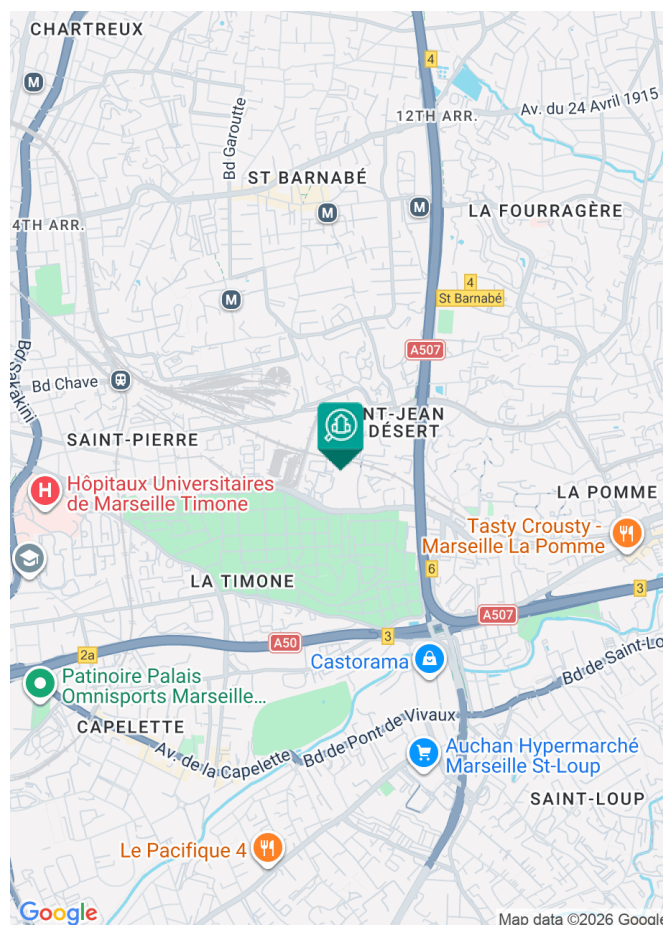 CHARTREUX
4
M
Av. du 24 Avril 1915
12TH ARR.
Bd Garoutte
ST BARNABÉ
M
M
LA FOURRAGÈRE
4TH ARR.
4
St Barnabé
M
A507
Bd Sakakini
Bd Chave
NT-JEAN
DÉSERT
SAINT-PIERRE
H
Hôpitaux Universitaires
de Marseille Timone
LA POMME
Tasty Crousty -
Marseille La Pomme
LA TIMONE
6
3
A507
A50
3
2a
Castorama
Bd de Saint-Lo
Patinoire Palais
Omnisports Marseille...
CAPELETTE
Av. de la Capelette
Bd de Pont de Vivaux
Auchan Hypermarché
Marseille St-Loup
SAINT-LOUP
Le Pacifique 4
Google
Map data ©2026 Google